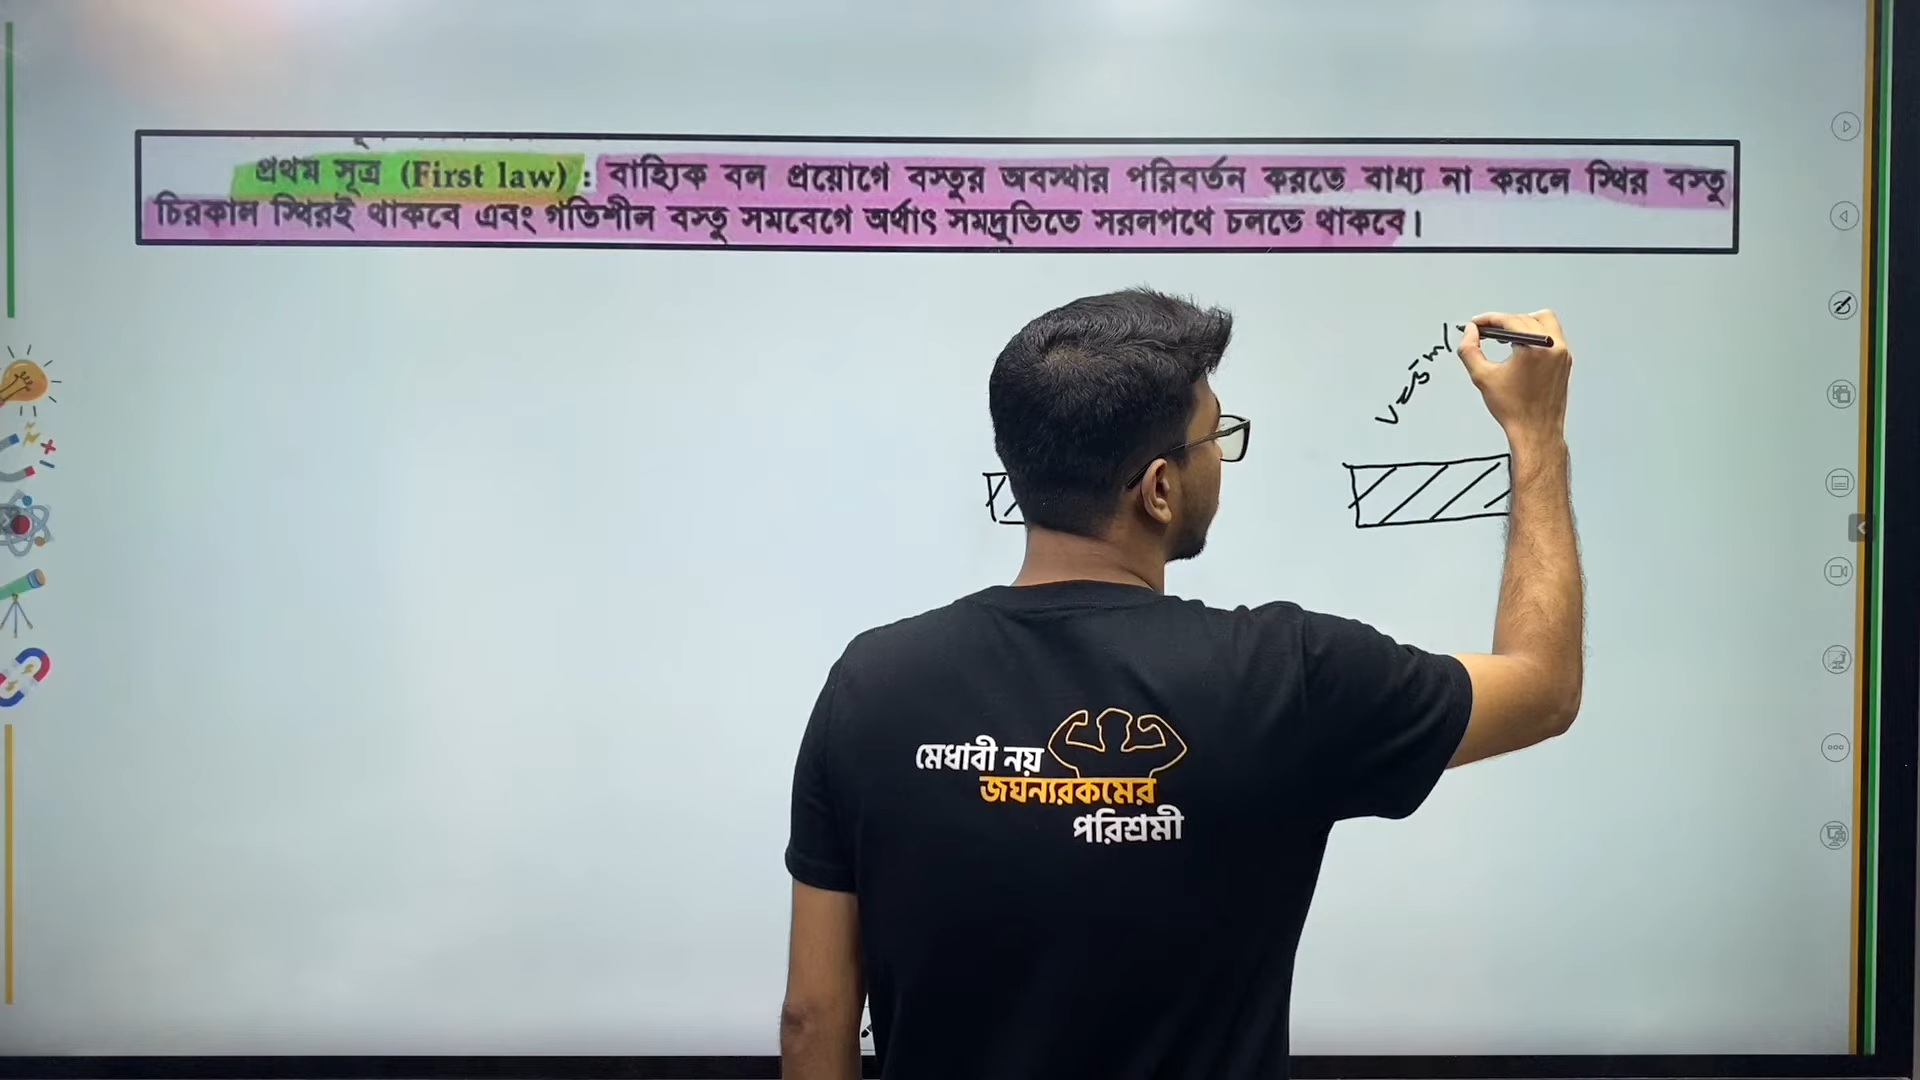 প্রথম সূত্র (First law) : বাহ্যিক বল প্রয়োগে বস্তুর অবস্থার পরিবর্তন করতে বাধ্য না করলে স্থির বস্তু
চিরকাল স্থিরই থাকবে এবং গতিশীল বস্তু সমবেগে অর্থাৎ সমদ্রুতিতে সরলপথে চলতে থাকবে।
V = 5 m/
মেধাবী নয়
জঘন্যরকমের
পরিশ্রমী